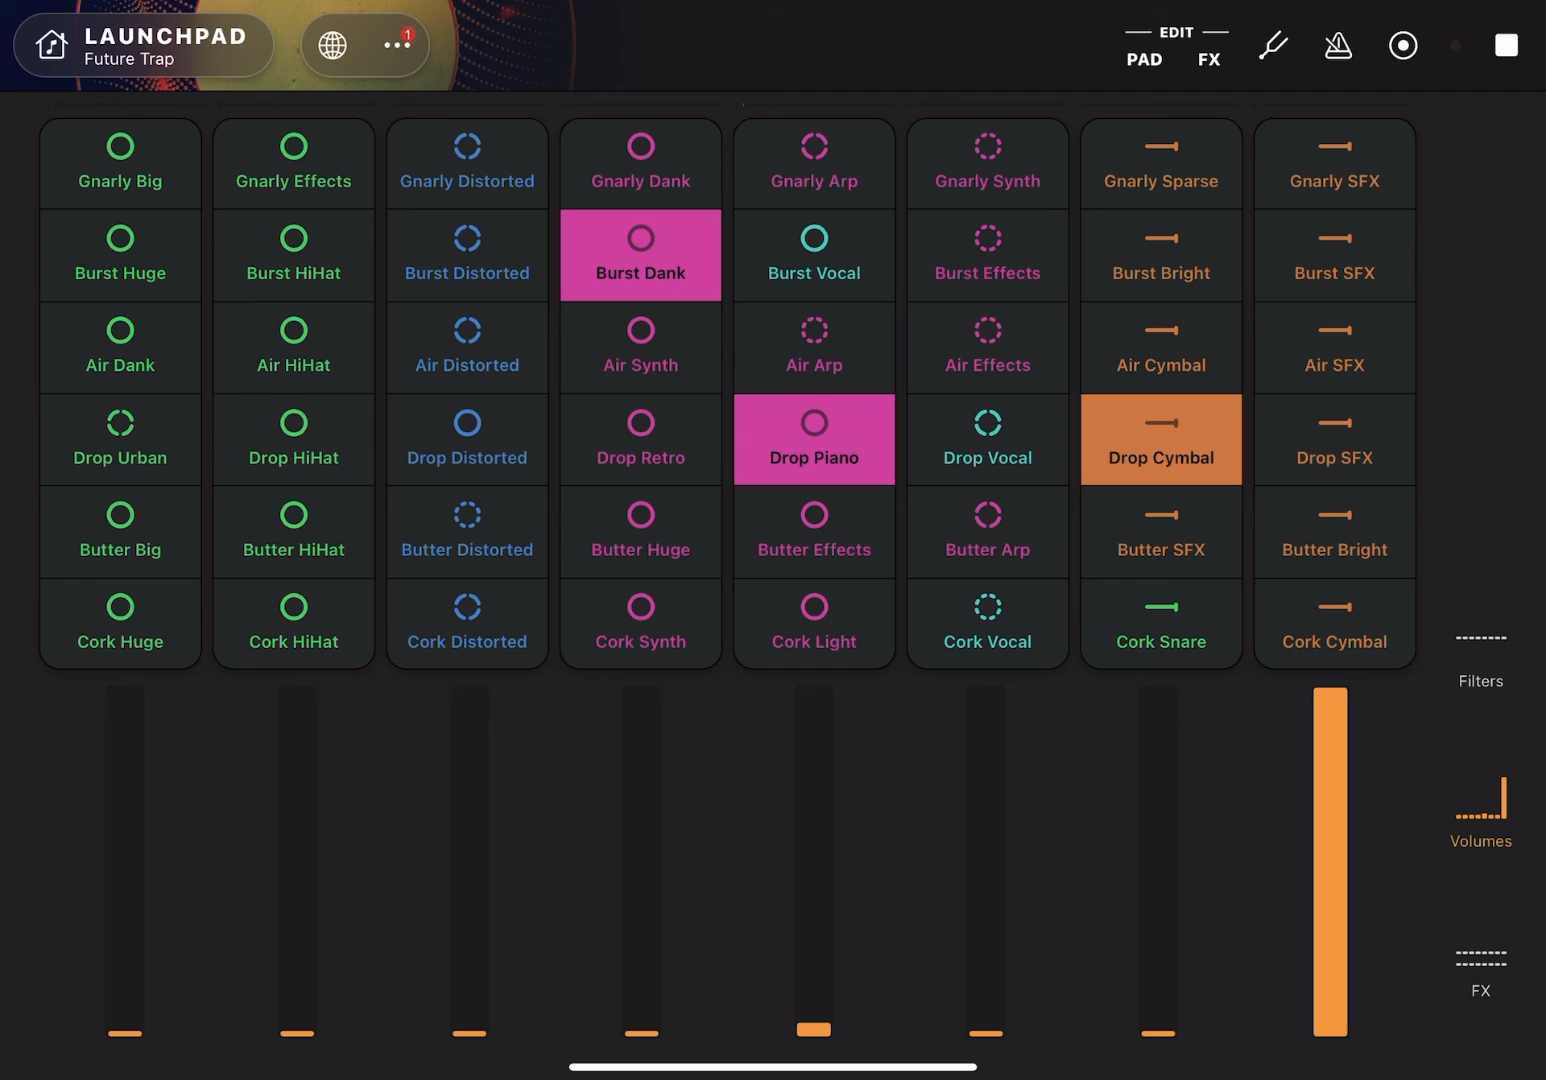 LAUNCHPAD
Future Trap
1
EDIT
PAD FX
Gnarly Big Gnarly Effects Gnarly Distorted Gnarly Dank Gnarly Arp Gnarly Synth Gnarly Sparse Gnarly SFX
Burst Huge Burst HiHat Burst Distorted Burst Dank Burst Vocal Burst Effects Burst Bright Burst SFX
Air Dank Air HiHat Air Distorted Air Synth Air Arp Air Effects Air Cymbal Air SFX
Drop Urban Drop HiHat Drop Distorted Drop Retro Drop Piano Drop Vocal Drop Cymbal Drop SFX
Butter Big Butter HiHat Butter Distorted Butter Huge Butter Effects Butter Arp Butter SFX Butter Bright
Cork Huge Cork HiHat Cork Distorted Cork Synth Cork Light Cork Vocal Cork Snare Cork Cymbal
Filters
Volumes
FX